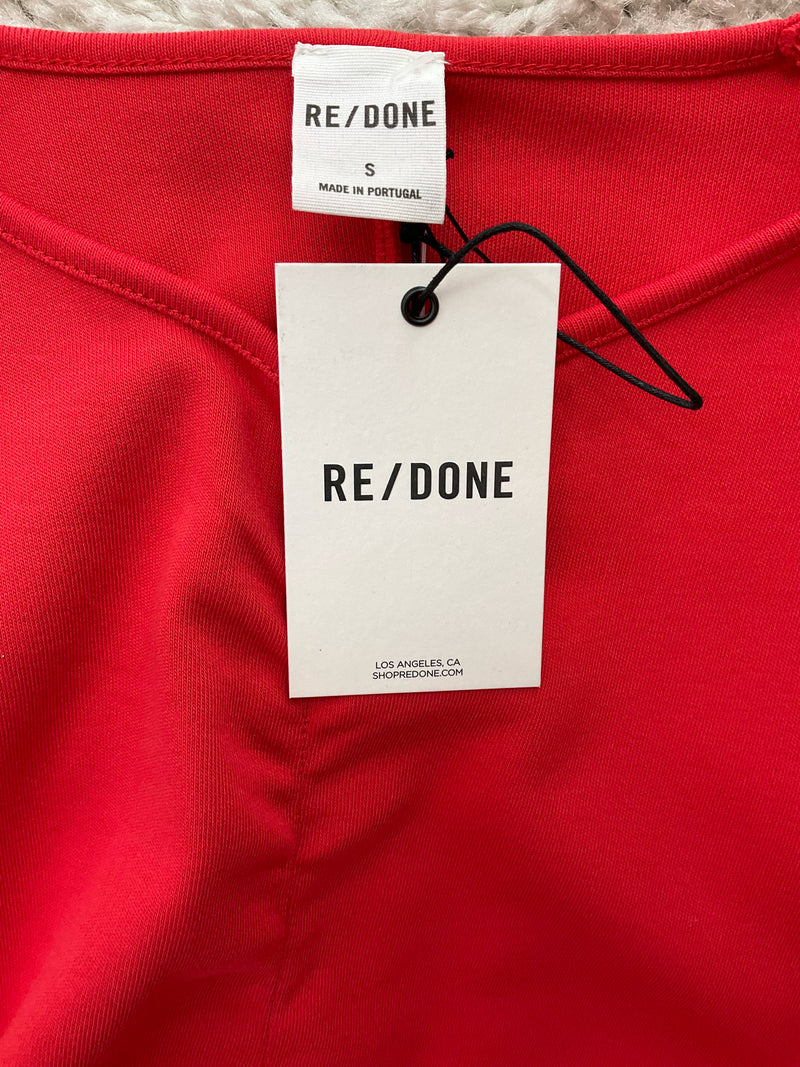 RE/DONE
S
MADE IN PORTUGAL
RE/DONE
LOS ANGELES, CA
SHOPREDONE.COM